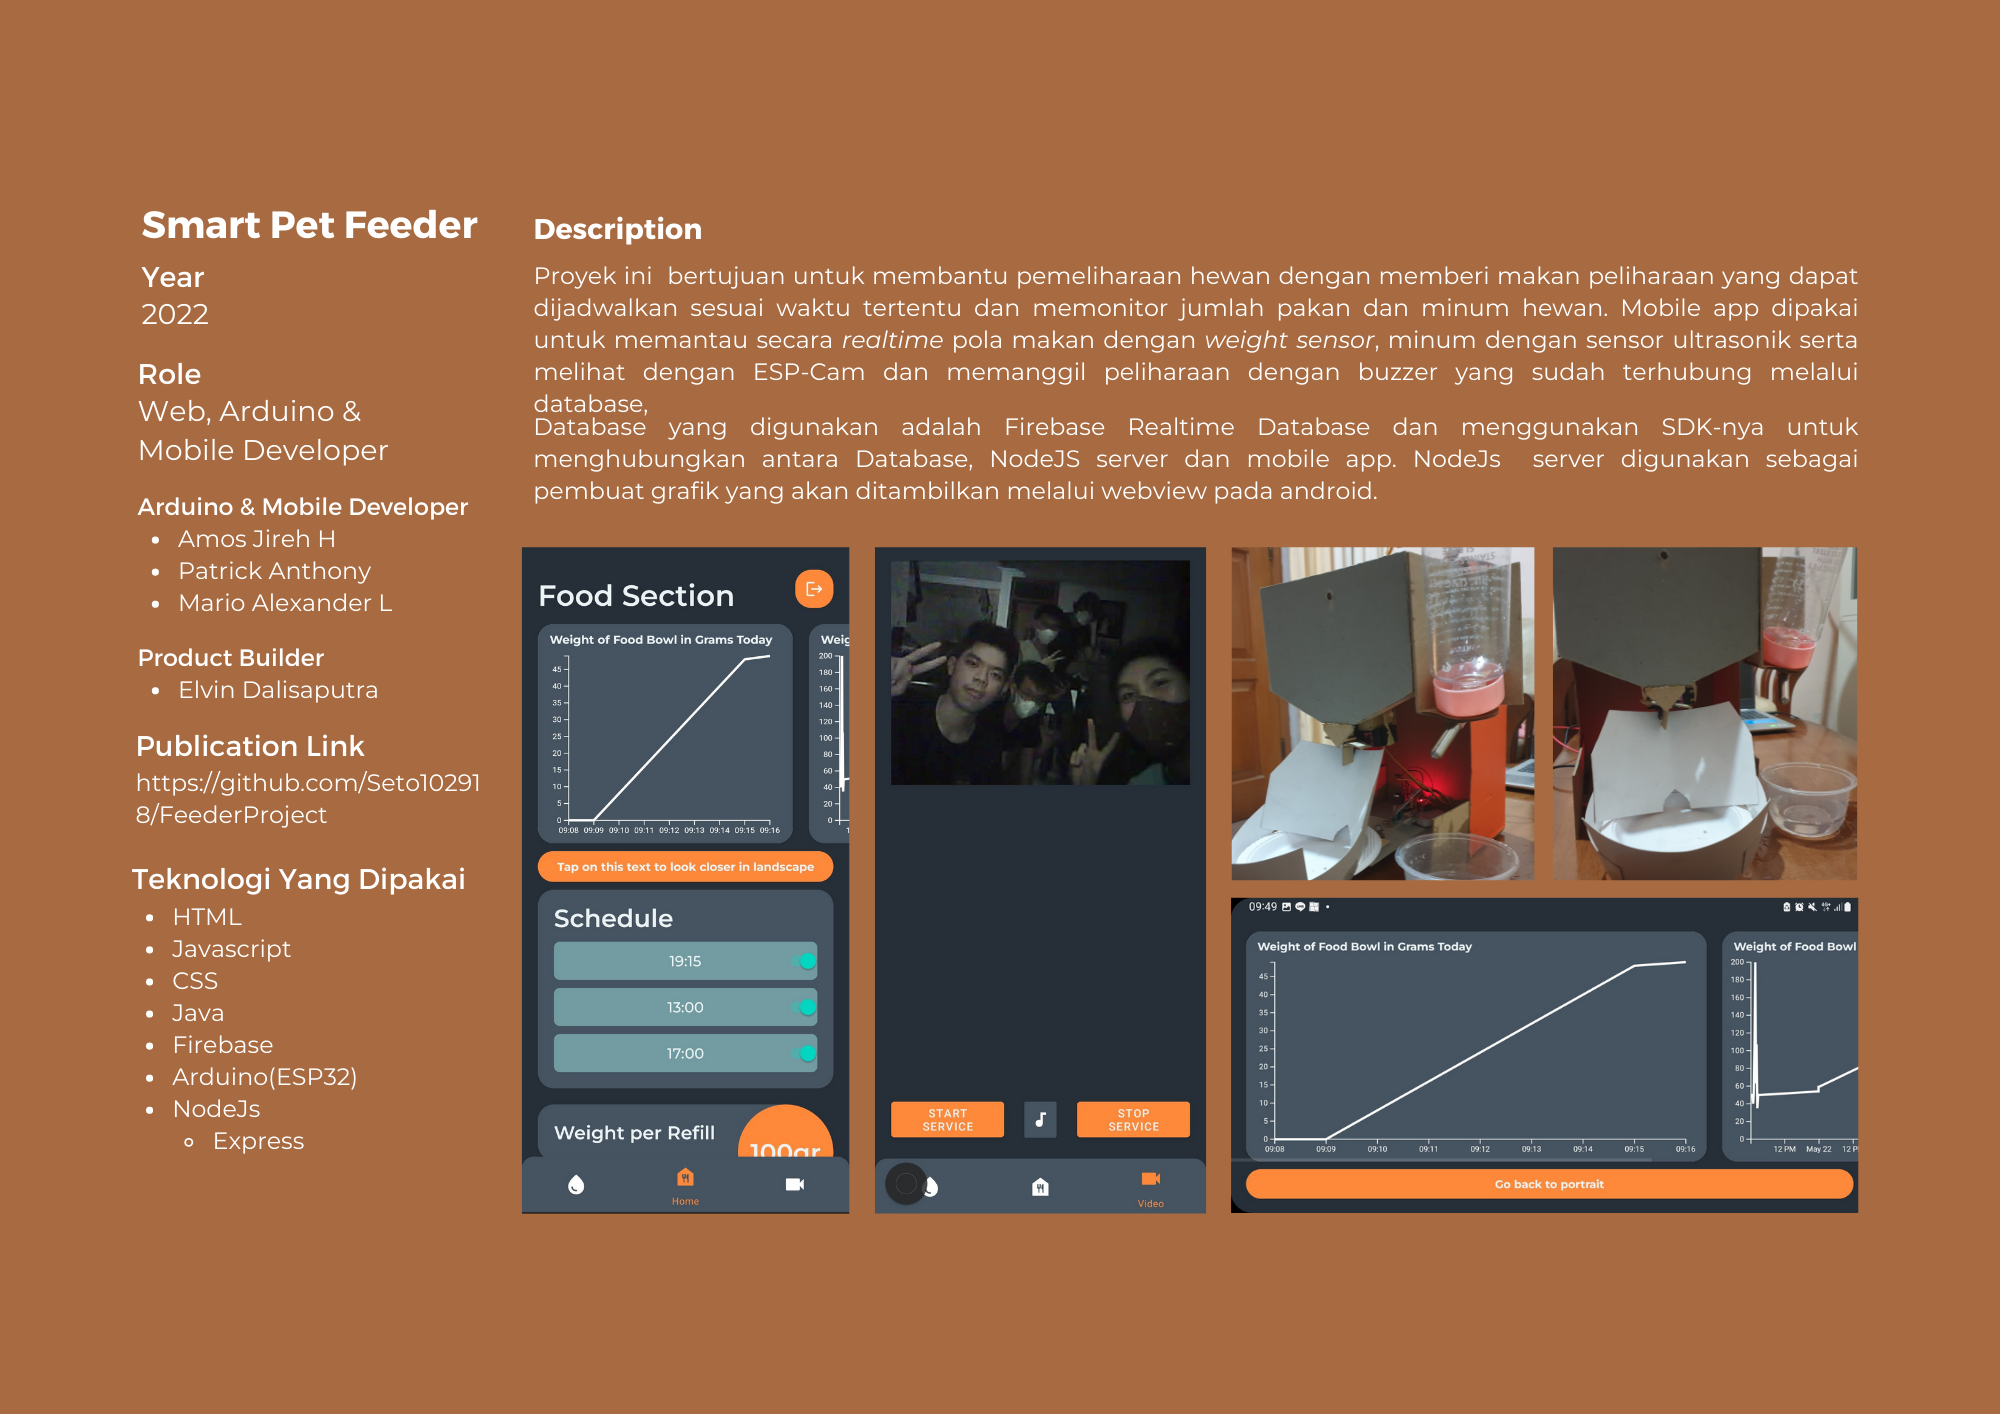 Smart Pet Feeder
Year
2022
Role
Web, Arduino &
Mobile Developer
Arduino & Mobile Developer
Amos Jireh H
Patrick Anthony
Mario Alexander L
Product Builder
Elvin Dalisaputra
Publication Link
https://github.com/Seto10291
8/FeederProject
Teknologi Yang Dipakai
HTML
Javascript
CSS
Java
Firebase
Arduino(ESP32)
NodeJs
Express
Description
Proyek ini bertujuan untuk membantu pemeliharaan hewan dengan memberi makan peliharaan yang dapat
dijadwalkan sesuai waktu tertentu dan memonitor jumlah pakan dan minum hewan. Mobile app dipakai
untuk memantau secara realtime pola makan dengan weight sensor, minum dengan sensor ultrasonik serta
melihat dengan ESP-Cam dan memanggil peliharaan dengan buzzer yang sudah terhubung melalui
database,
Database yang digunakan adalah Firebase Realtime Database dan menggunakan SDK-nya untuk
menghubungkan antara Database, NodeJS server dan mobile app. NodeJs server digunakan sebagai
pembuat grafik yang akan ditambilkan melalui webview pada android.
Food Section
Weight of Food Bowl in Grams Today
45
40
35
30
25
20
15
10
5
0
09:08 09:09 09:10 09:11 09:12 09:13 09:14 09:15 09:16
Weig
200
180
160
140
120
100
80
60
40
20
0
1
Tap on this text to look closer in landscape
Schedule
19:15
13:00
17:00
Weight per Refill
100gr
Home
START
SERVICE
STOP
SERVICE
Video
09:49
Weight of Food Bowl in Grams Today
45
40
35
30
25
20
15
10
5
0
09:08 09:09 09:10 09:11 09:12 09:13 09:14 09:15 09:16
Weight of Food Bowl
200
180
160
140
120
100
80
60
40
20
0
12 PM May 22 12 P
Go back to portrait